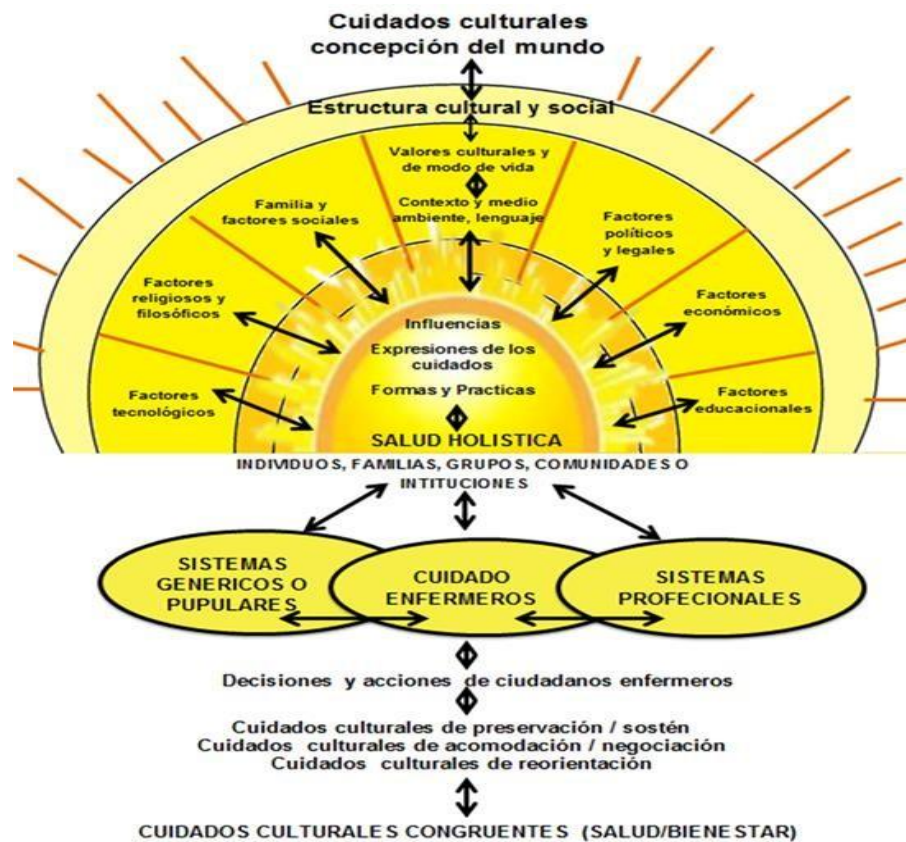 Cuidados culturales
concepción del mundo
Estructura cultural y social
Valores culturales y
de modo de vida
Familia y
factores sociales
Contexto y medio
ambiente, lenguaje
Factores
políticos
y legales
Factores
religiosos y
filosóficos
Factores
económicos
Factores
tecnológicos
Factores
educacionales
Influencias
Expresiones de los
cuidados
Formas y Practicas
SALUD HOLISTICA
INDIVIDUOS, FAMILIAS, GRUPOS, COMUNIDADES O
INTITUCIONES
SISTEMAS
GENERICOS O
PUPULARES
CUIDADO
ENFERMEROS
SISTEMAS
PROFECIONALES
Decisiones y acciones de ciudadanos enfermeros
Cuidados culturales de preservación / sostén
Cuidados culturales de acomodación / negociación
Cuidados culturales de reorientación
CUIDADOS CULTURALES CONGRUENTES (SALUD/BIENESTAR)